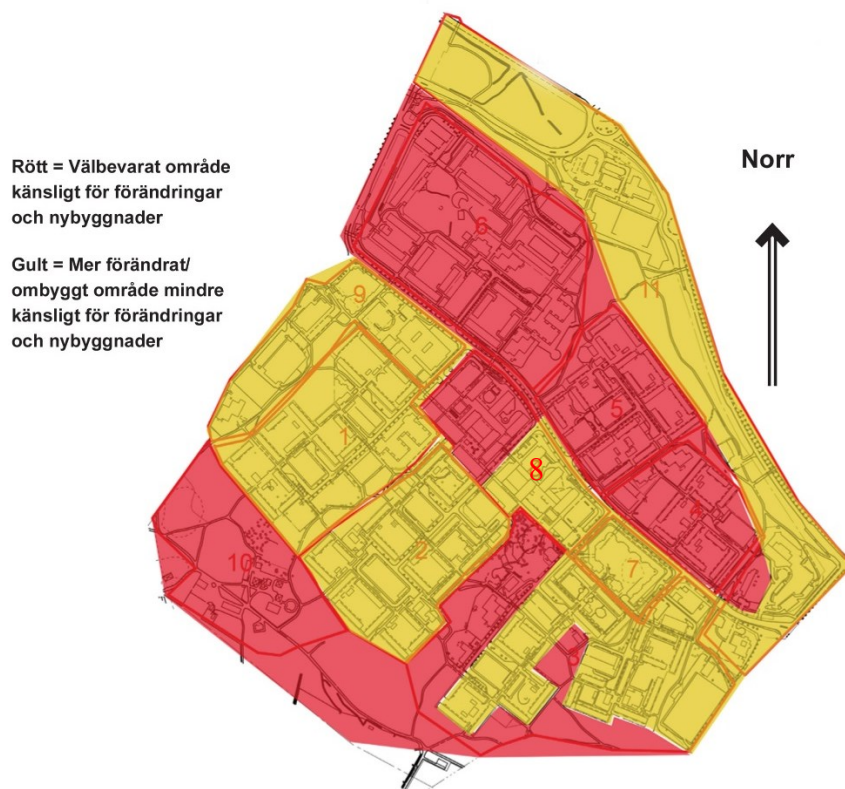 Rött = Välbevarat område
känsligt för förändringar
och nybyggnader
Gult = Mer förändrat/
ombyggt område mindre
känsligt för förändringar
och nybyggnader
Norr
6
9
11
5
1
8
4
2
10
7
3